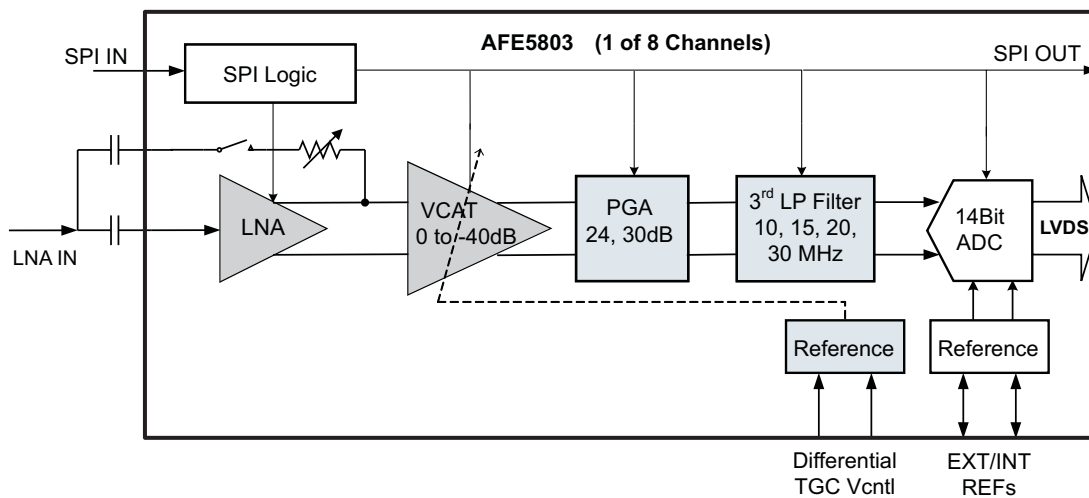 AFE5803 (1 of 8 Channels)
SPI IN
SPI Logic
SPI OUT
LNA
VCAT
0 to -40dB
PGA
24, 30dB
3rd LP Filter
10, 15, 20,
30 MHz
14Bit
ADC
LVDS
LNA IN
Reference
Reference
Differential
TGC Vcntl
EXT/INT
REFs